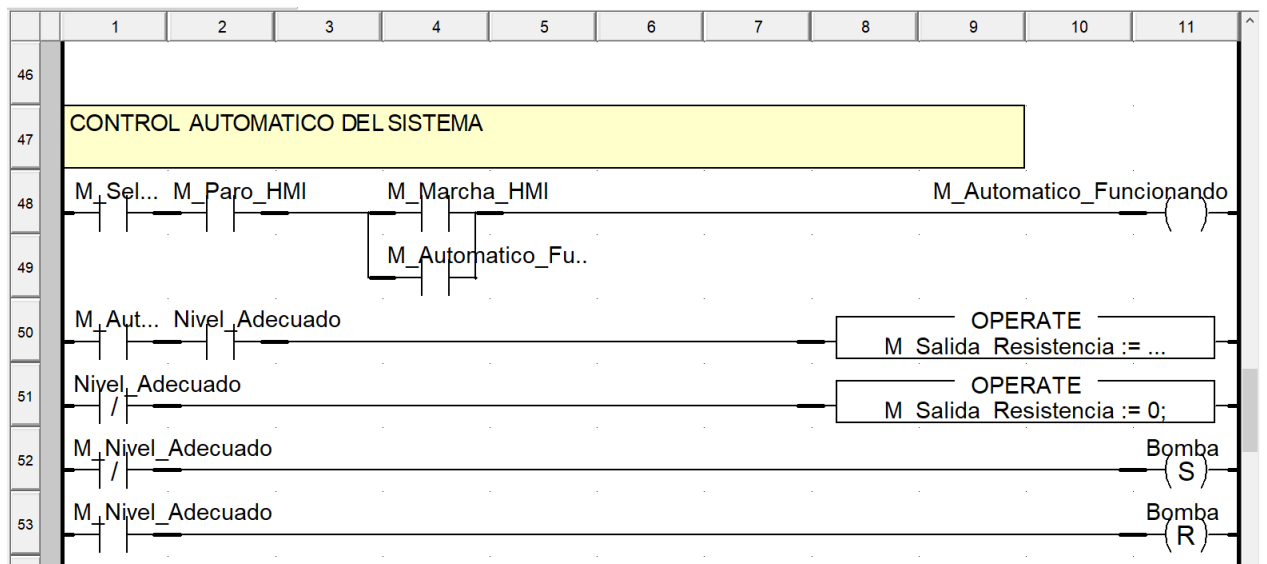 1 2 3 4 5 6 7 8 9 10 11
46
47 CONTROL AUTOMATICO DEL SISTEMA
48 M_Sel... M_Paro_HMI M_Marcha_HMI M_Automatico_Funcionando
( )
49 M_Automatico_Fu..
50 M_Aut... Nivel_Adecuado OPERATE
M_Salida_Resistencia := ...
51 Nivel_Adecuado OPERATE
/ M_Salida_Resistencia := 0;
52 M_Nivel_Adecuado Bomba
/ (S)
53 M_Nivel_Adecuado Bomba
(R)